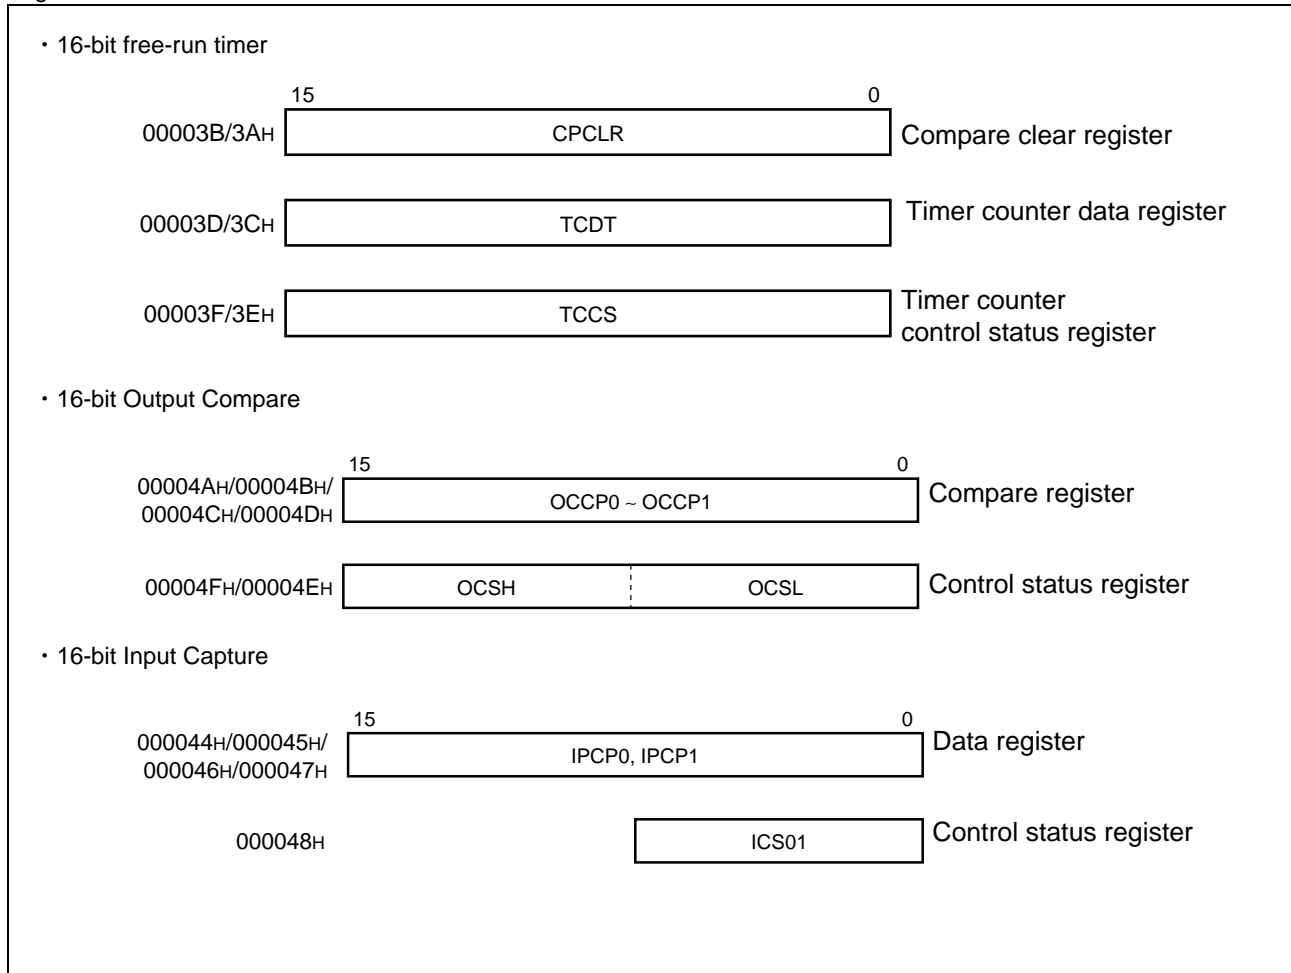 ・16-bit free-run timer
15 0
00003B/3AH CPCLR Compare clear register
00003D/3CH TCDT Timer counter data register
00003F/3EH TCCS Timer counter
control status register
・16-bit Output Compare
15 0
00004AH/00004BH/
00004CH/00004DH OCCP0 ~ OCCP1 Compare register
00004FH/00004EH OCSH OCSL Control status register
・16-bit Input Capture
15 0
000044H/000045H/
000046H/000047H IPCP0, IPCP1 Data register
000048H ICS01 Control status register